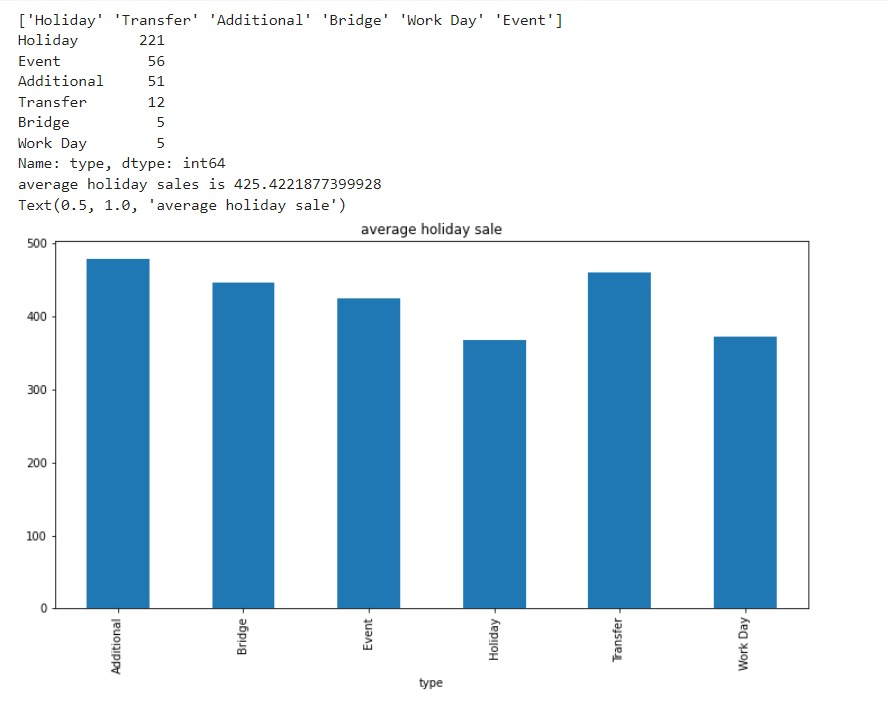 ['Holiday' 'Transfer' 'Additional' 'Bridge' 'Work Day' 'Event']
Holiday 221
Event 56
Additional 51
Transfer 12
Bridge 5
Work Day 5
Name: type, dtype: int64
average holiday sales is 425.4221877399928
Text(0.5, 1.0, 'average holiday sale')
average holiday sale
500
400
300
200
100
0
Additional
Bridge
Event
Holiday
Transfer
Work Day
type